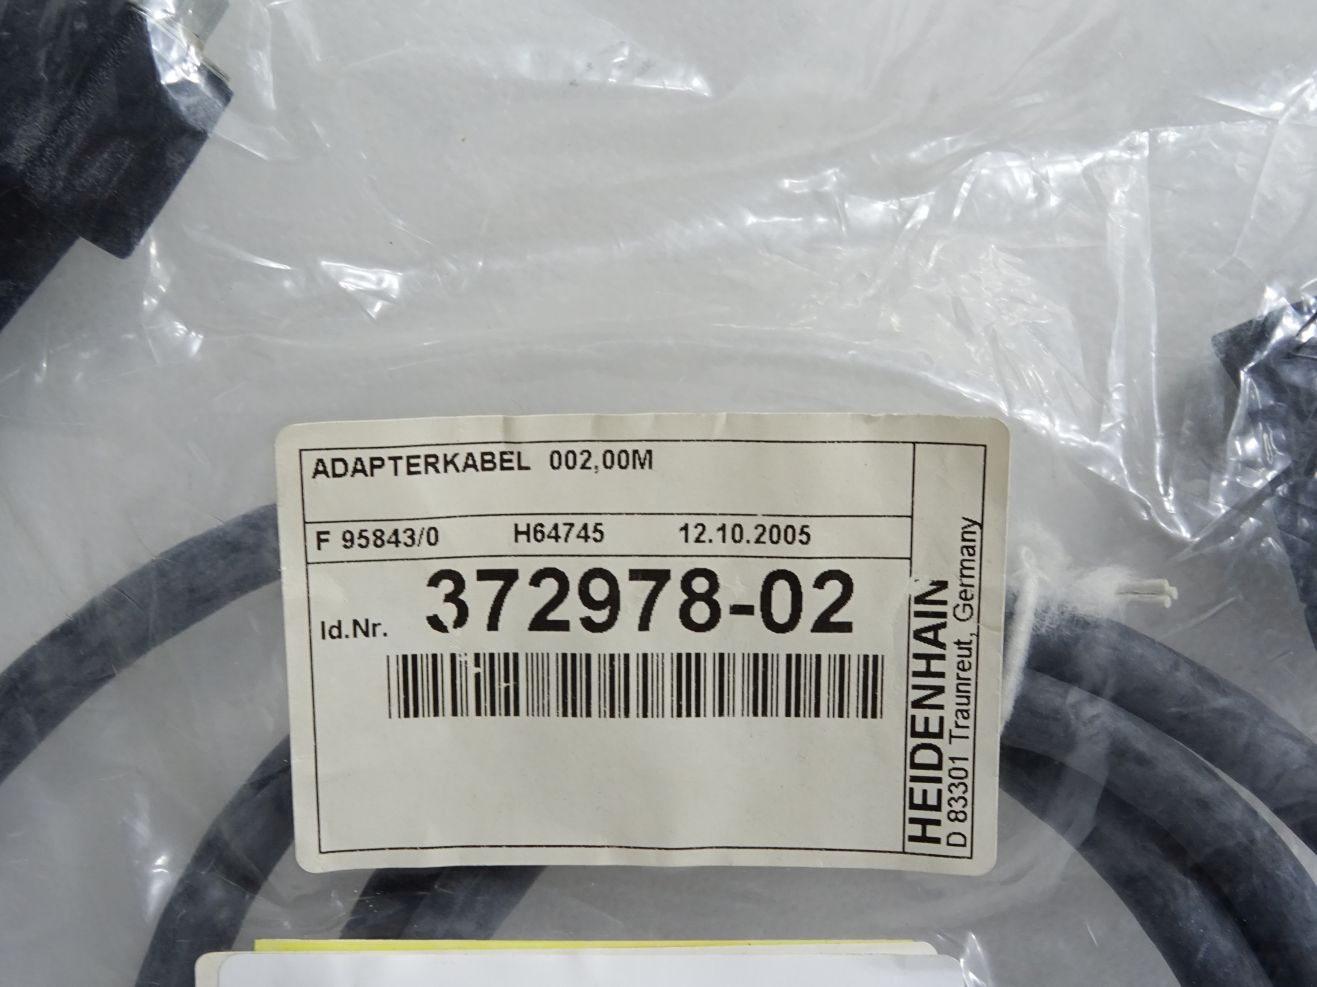 ADAPTERKABEL 002,00M
F 95843/0 H64745 12.10.2005
Id.Nr. 372978-02
HEIDENHAIN
D 83301 Traunreut, Germany